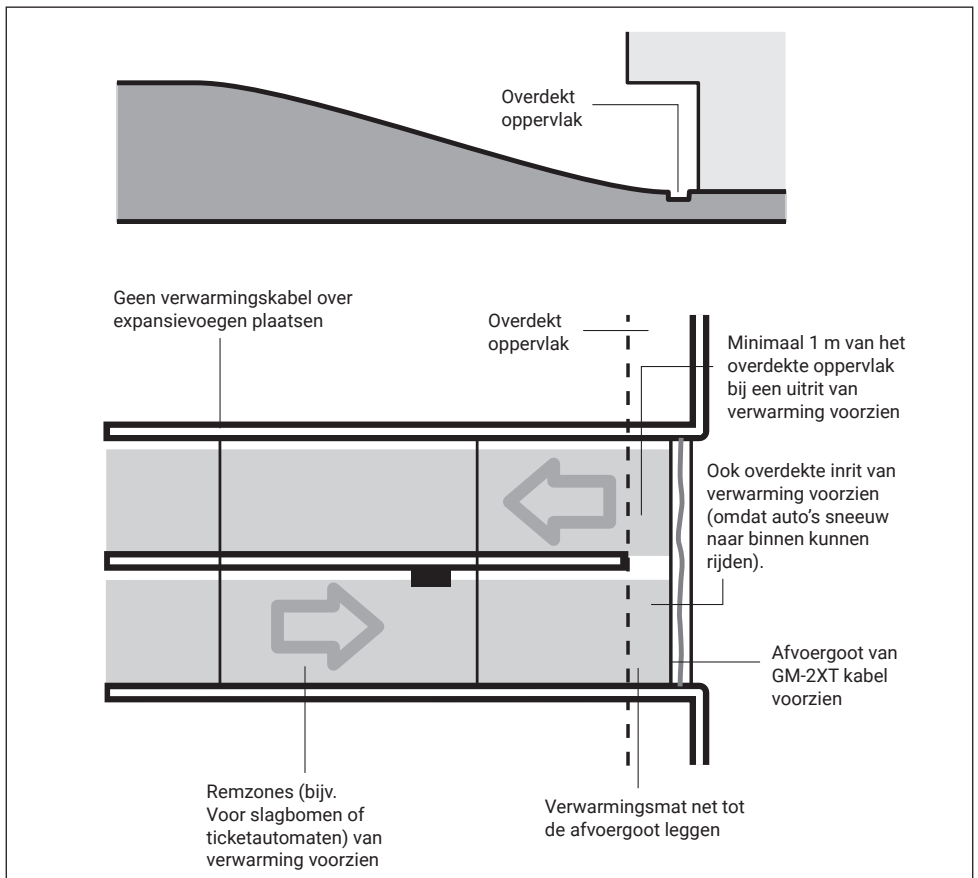 Overdekt
oppervlak
Geen verwarmingskabel over
expansievoegen plaatsen
Overdekt
oppervlak
Minimaal 1 m van het
overdekte oppervlak
bij een uitrit van
verwarming voorzien
Ook overdekte inrit van
verwarming voorzien
(omdat auto's sneeuw
naar binnen kunnen
rijden).
Afvoergoot van
GM-2XT kabel
voorzien
Remzones (bijv.
Voor slagbomen of
ticketautomaten) van
verwarming voorzien
Verwarmingsmat net tot
de afvoergoot leggen